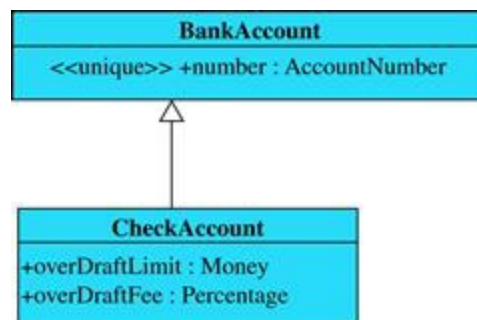 BankAccount
<<unique>> +number : AccountNumber
CheckAccount
+overDraftLimit : Money
+overDraftFee : Percentage